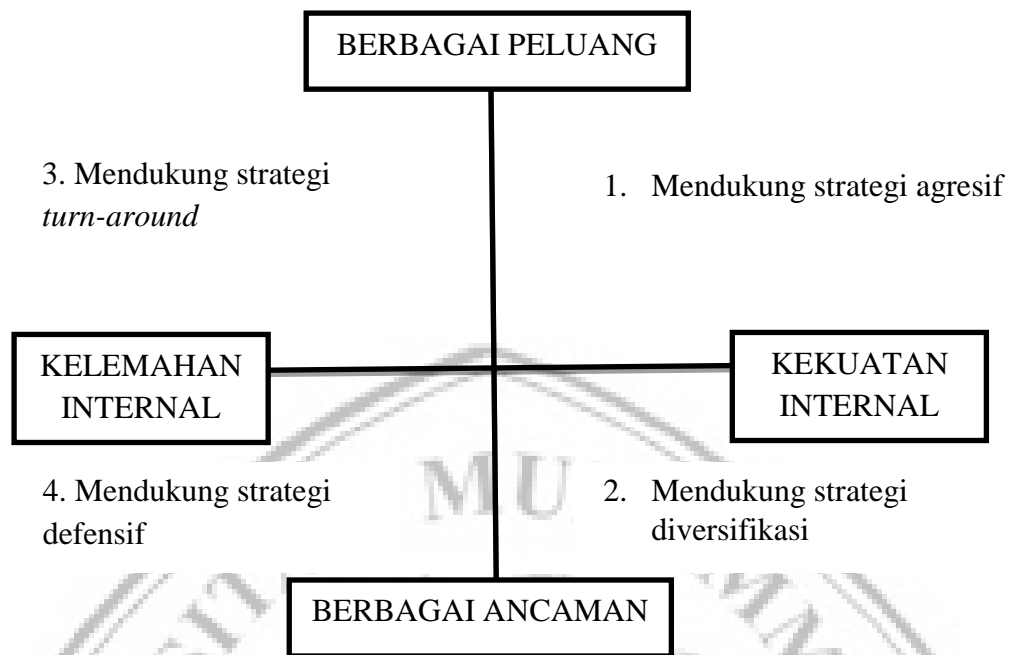 BERBAGAI PELUANG
3. Mendukung strategi
turn-around
1. Mendukung strategi agresif
KELEMAHAN
INTERNAL
KEKUATAN
INTERNAL
MU
4. Mendukung strategi
defensif
2. Mendukung strategi
diversifikasi
BERBAGAI ANCAMAN